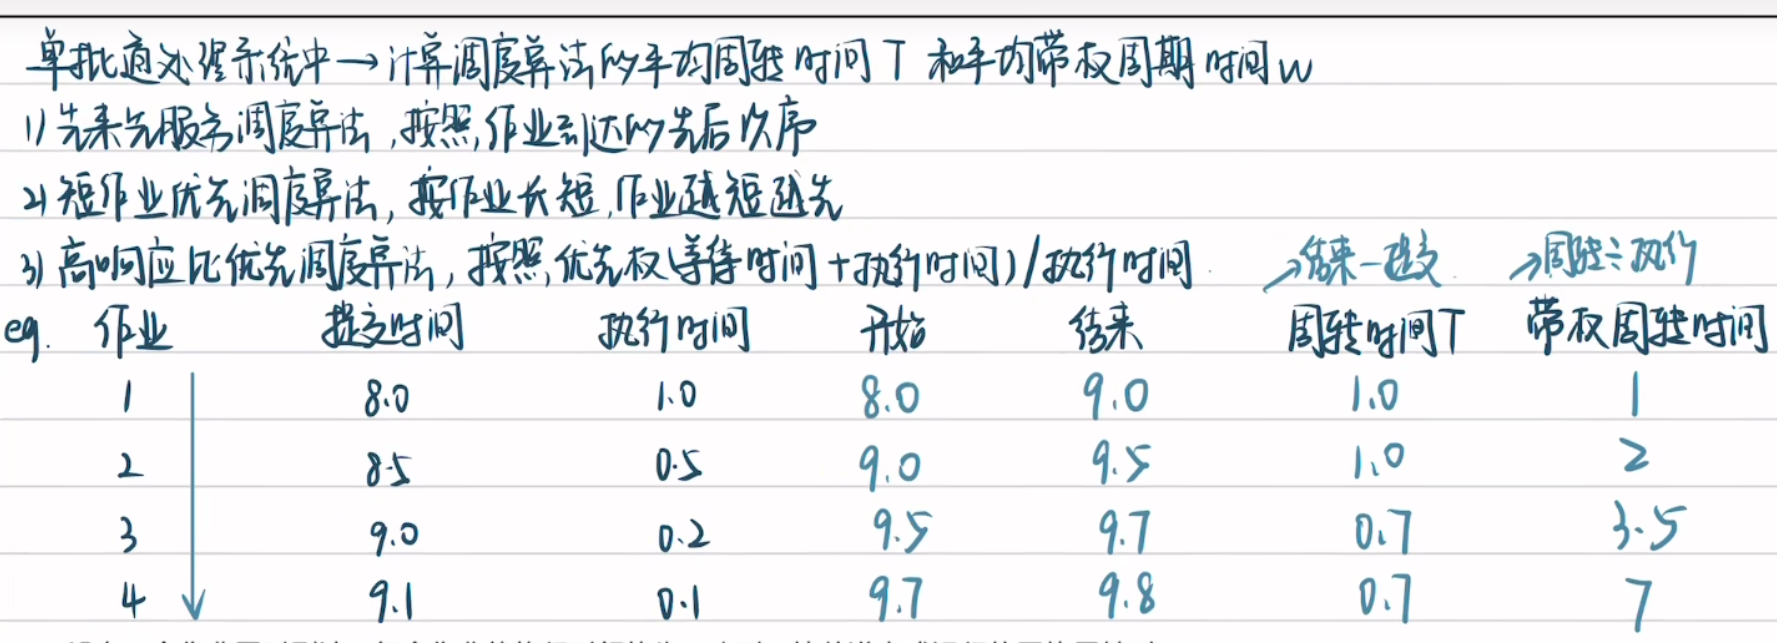 单批道处理系统中→计算调度算法的平均周转时间T 和平均带权周期时间W
1) 先来先服务调度算法,按照,作业到达的先后次序
2) 短作业优先调度算法,按作业长短,作业越短越先
3) 高响应比优先调度算法,按照,优先权(等待时间+执行时间)/执行时间 →结束-提交 →周转÷执行
eg. 作业 提交时间 执行时间 开始 结束 周转时间T 带权周转时间
1 8.0 1.0 8.0 9.0 1.0 1
2 8.5 0.5 9.0 9.5 1.0 2
3 9.0 0.2 9.5 9.7 0.7 3.5
4 9.1 0.1 9.7 9.8 0.7 7